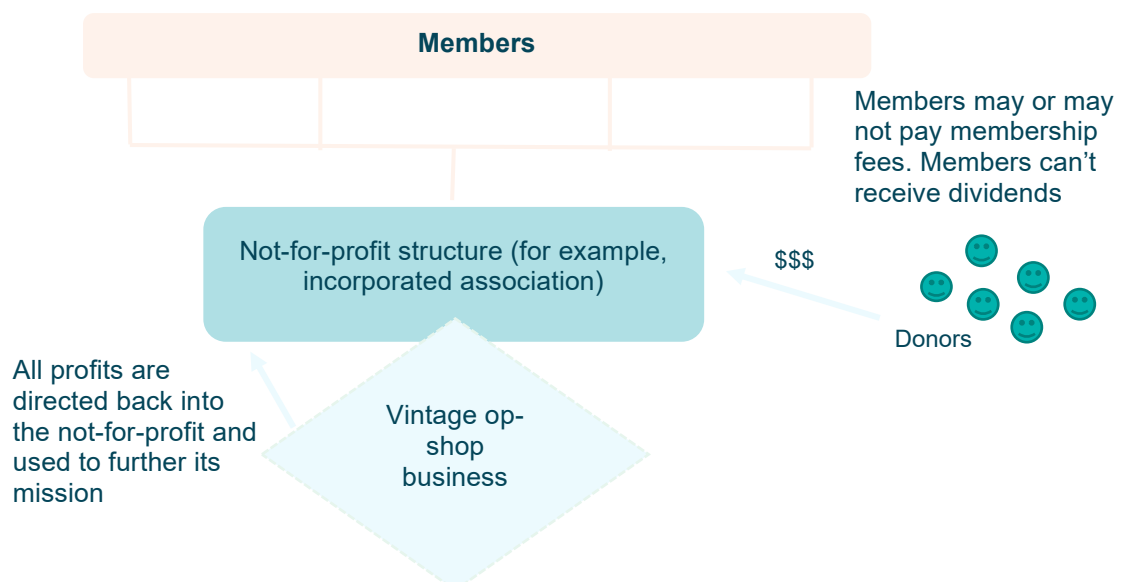 Members
Members may or may
not pay membership
fees. Members can’t
receive dividends
Not-for-profit structure (for example,
incorporated association)
$$$
Donors
All profits are
directed back into
the not-for-profit and
used to further its
mission
Vintage op-
shop
business